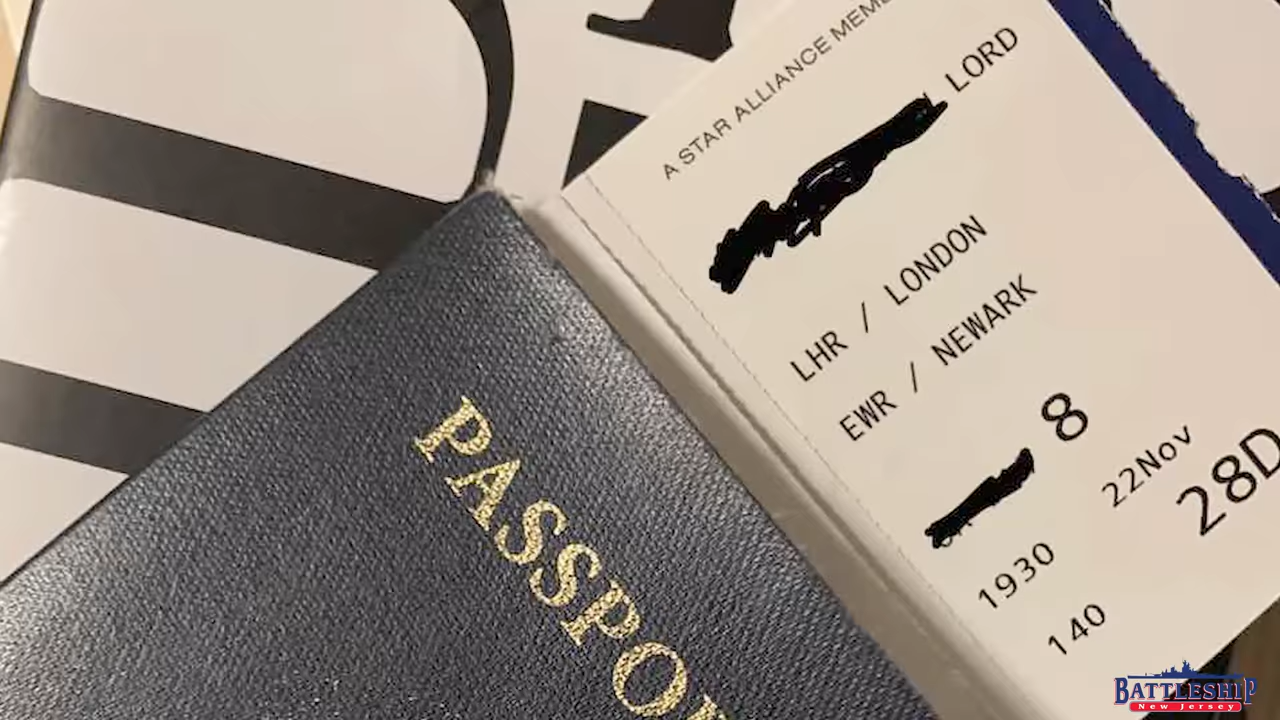 A STAR ALLIANCE MEM
LORD
LHR / LONDON
EWR / NEWARK
8
22Nov
28D
1930
140
PASSPO
BATTLESHIP
New Jersey